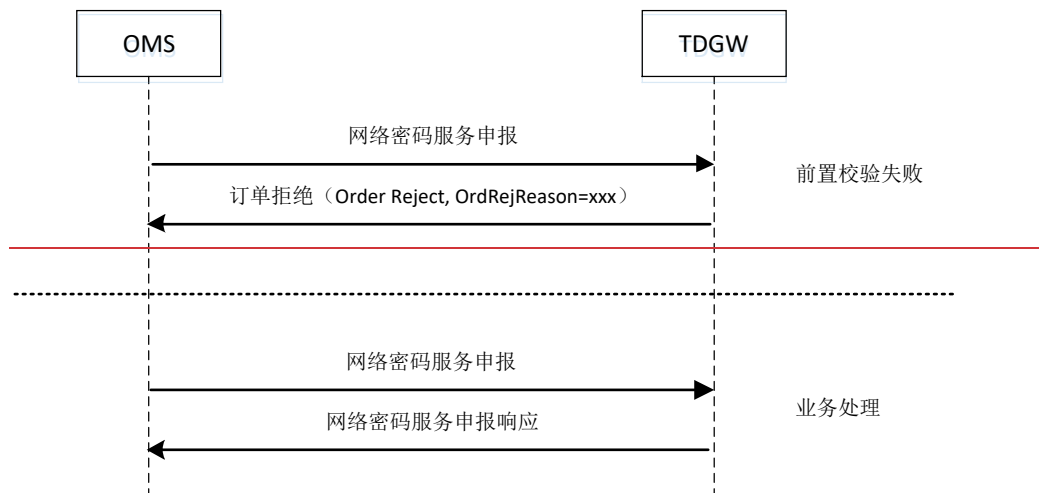 OMS
TDGW
网络密码服务申报
前置校验失败
订单拒绝（Order Reject, OrdRejReason=xxx）
网络密码服务申报
业务处理
网络密码服务申报响应